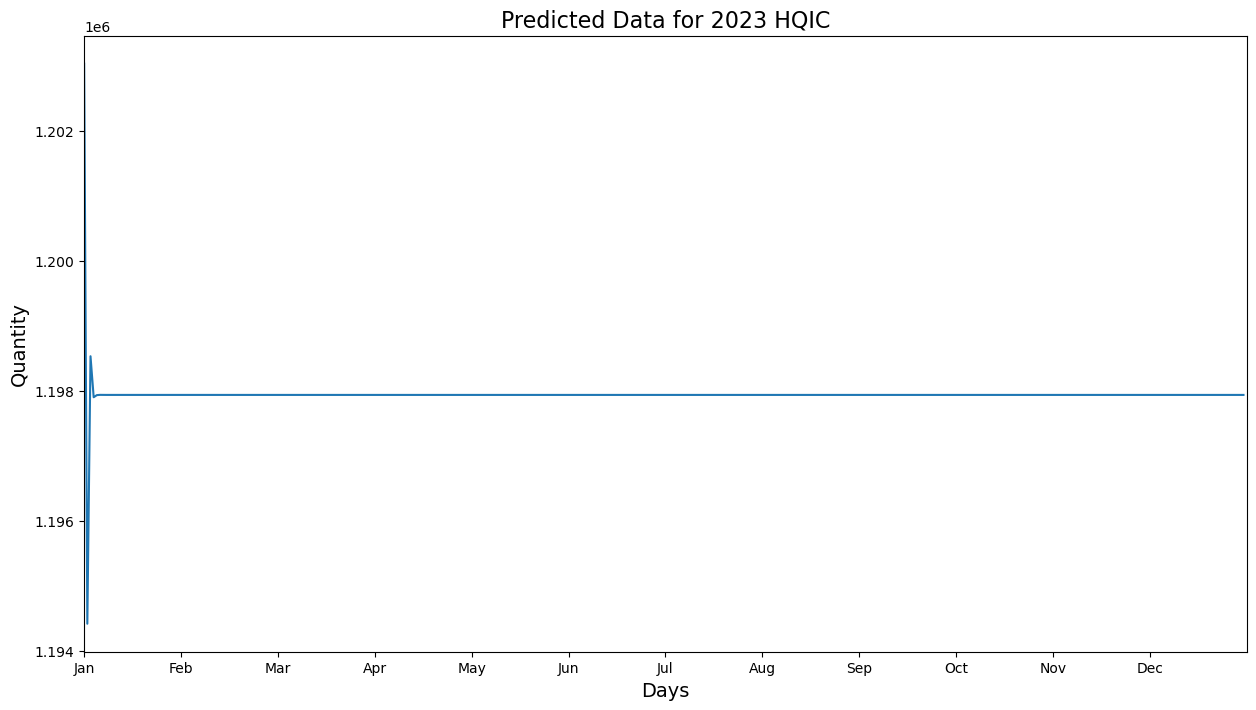 Predicted Data for 2023 HQIC
1e6
1.202
1.200
1.198
1.196
1.194
Quantity
Jan Feb Mar Apr May Jun Jul Aug Sep Oct Nov Dec
Days